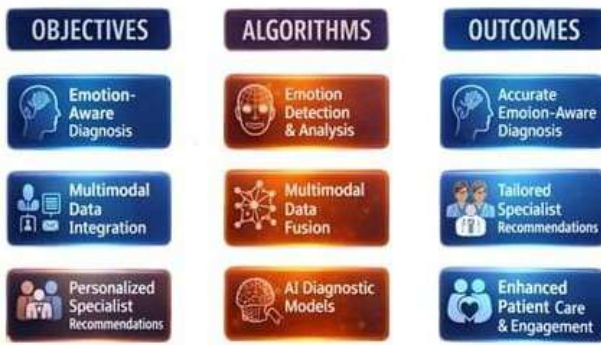 OBJECTIVES
ALGORITHMS
OUTCOMES
Emotion-
Aware
Diagnosis
Emotion
Detection
& Analysis
Accurate
Emoion-Aware
Diagnosis
Multimodal
Data
Integration
Multimodal
Data
Fusion
Tailored
Specialist
Recommendations
Personalized
Specialist
Recommendations
AI Diagnostic
Models
Enhanced
Patient Care
& Engagement